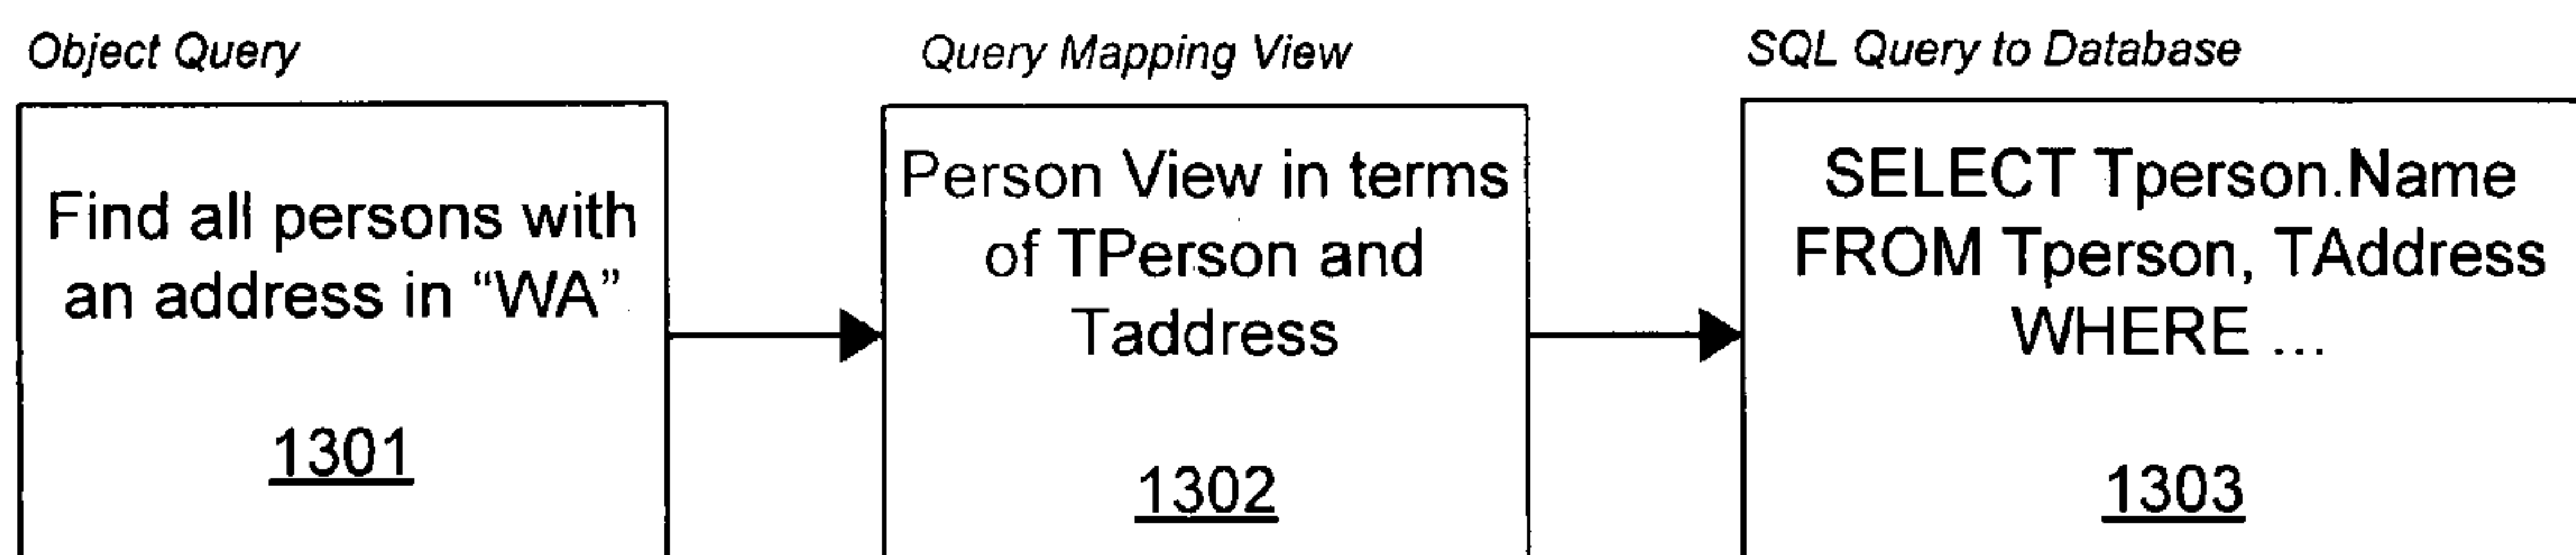 Object Query
Find all persons with
an address in “WA”
1301
Query Mapping View
Person View in terms
of TPerson and
Taddress
1302
SQL Query to Database
SELECT Tperson.Name
FROM Tperson, TAddress
WHERE ...
1303